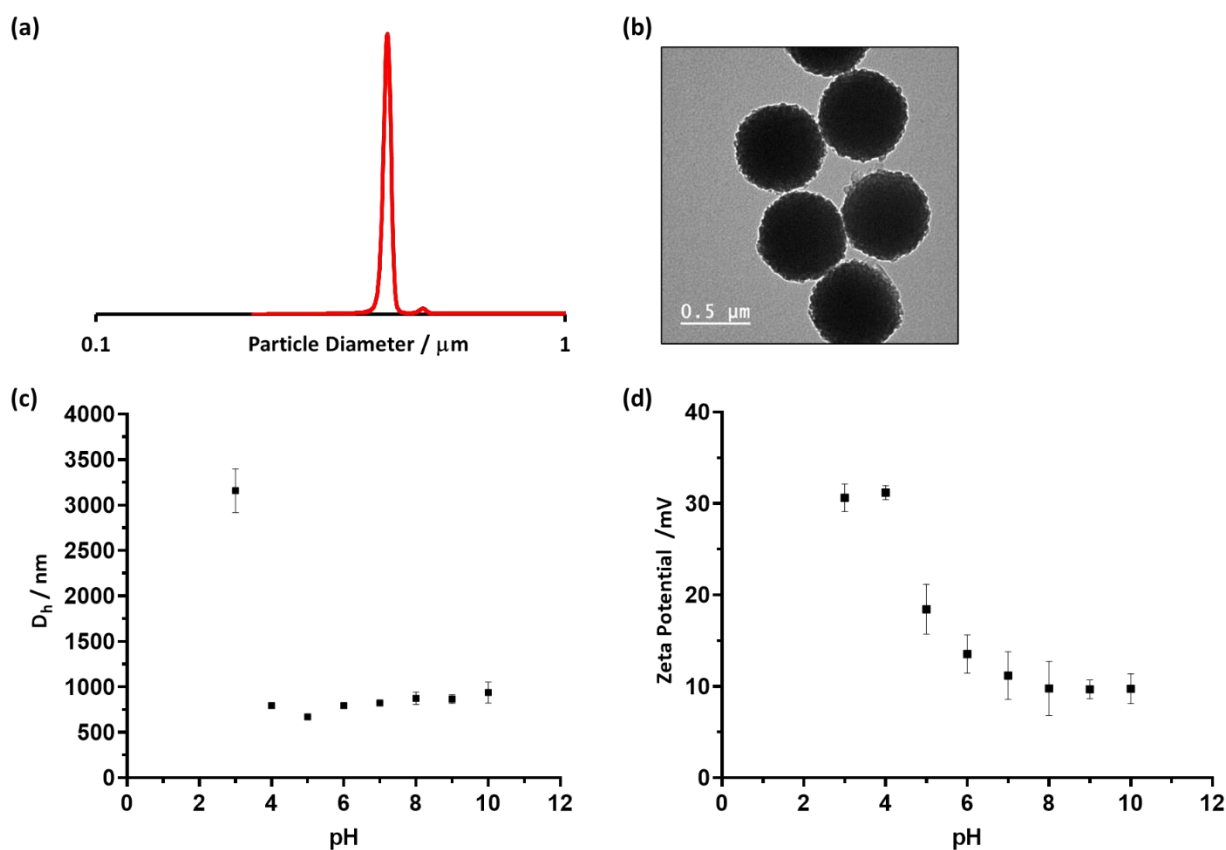 (a)
0.1
Particle Diameter / μm
1
(b)
0.5 μm
(c)
4000
3500
3000
2500
2000
1500
1000
500
0
D_h / nm
0 2 4 6 8 10 12
pH
(d)
40
30
20
10
0
Zeta Potential /mV
0 2 4 6 8 10 12
pH